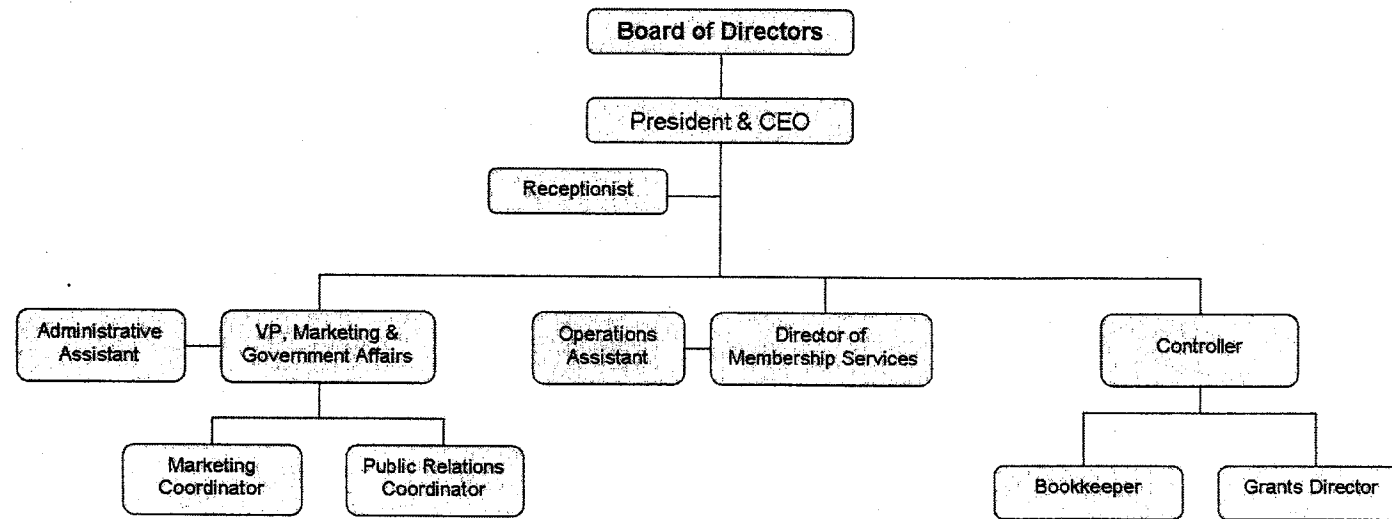 Board of Directors
President & CEO
Receptionist
Administrative
Assistant
VP, Marketing &
Government Affairs
Operations
Assistant
Director of
Membership Services
Controller
Marketing
Coordinator
Public Relations
Coordinator
Bookkeeper
Grants Director